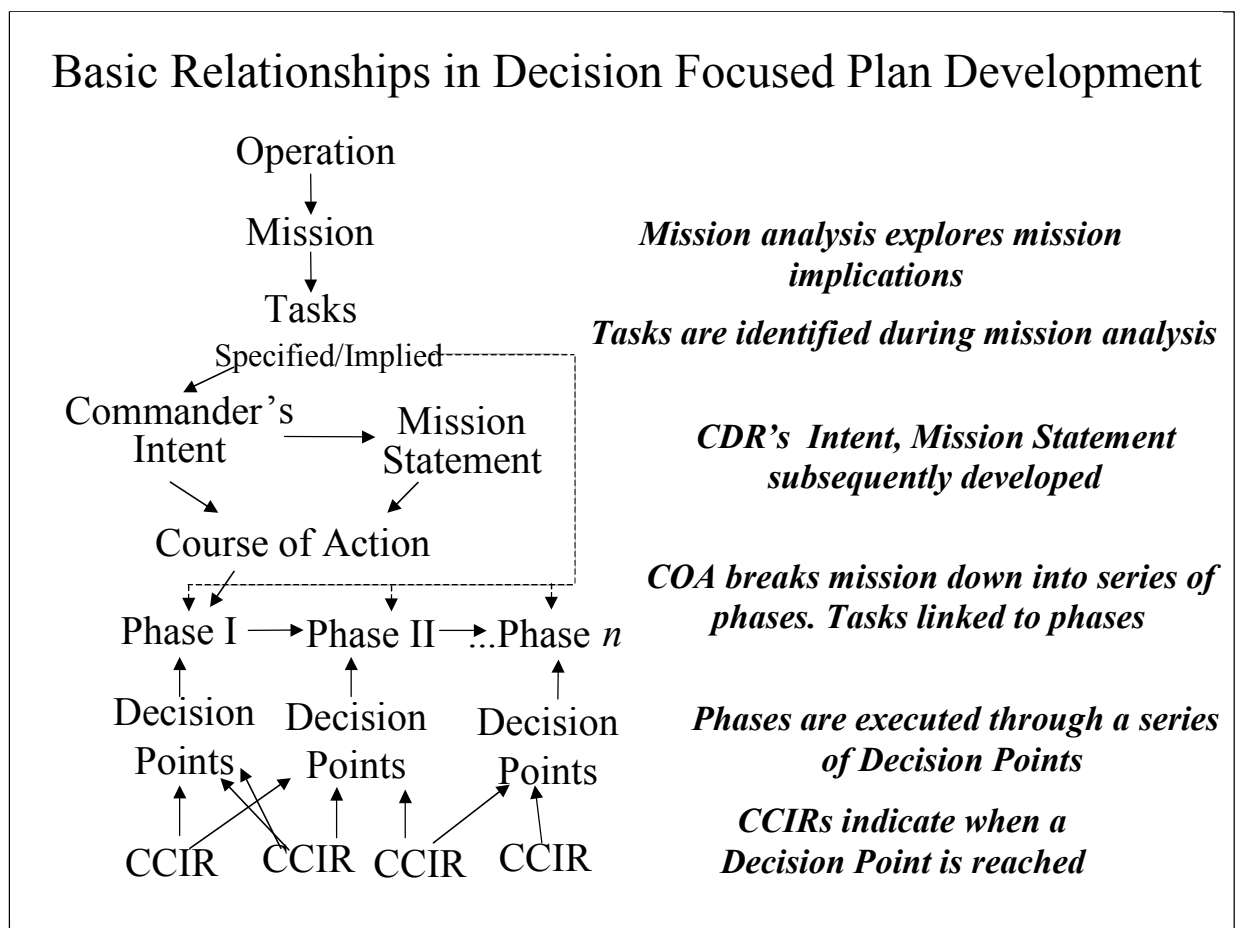 Basic Relationships in Decision Focused Plan Development
Operation
Mission
Mission analysis explores mission
implications
Tasks
Specified/Implied
Tasks are identified during mission analysis
Commander’s
Intent
Mission
Statement
CDR’s Intent, Mission Statement
subsequently developed
Course of Action
COA breaks mission down into series of
phases. Tasks linked to phases
Phase I
Phase II
...Phase n
Decision
Points
Decision
Points
Decision
Points
Phases are executed through a series
of Decision Points
CCIR
CCIR
CCIR
CCIR
CCIRs indicate when a
Decision Point is reached